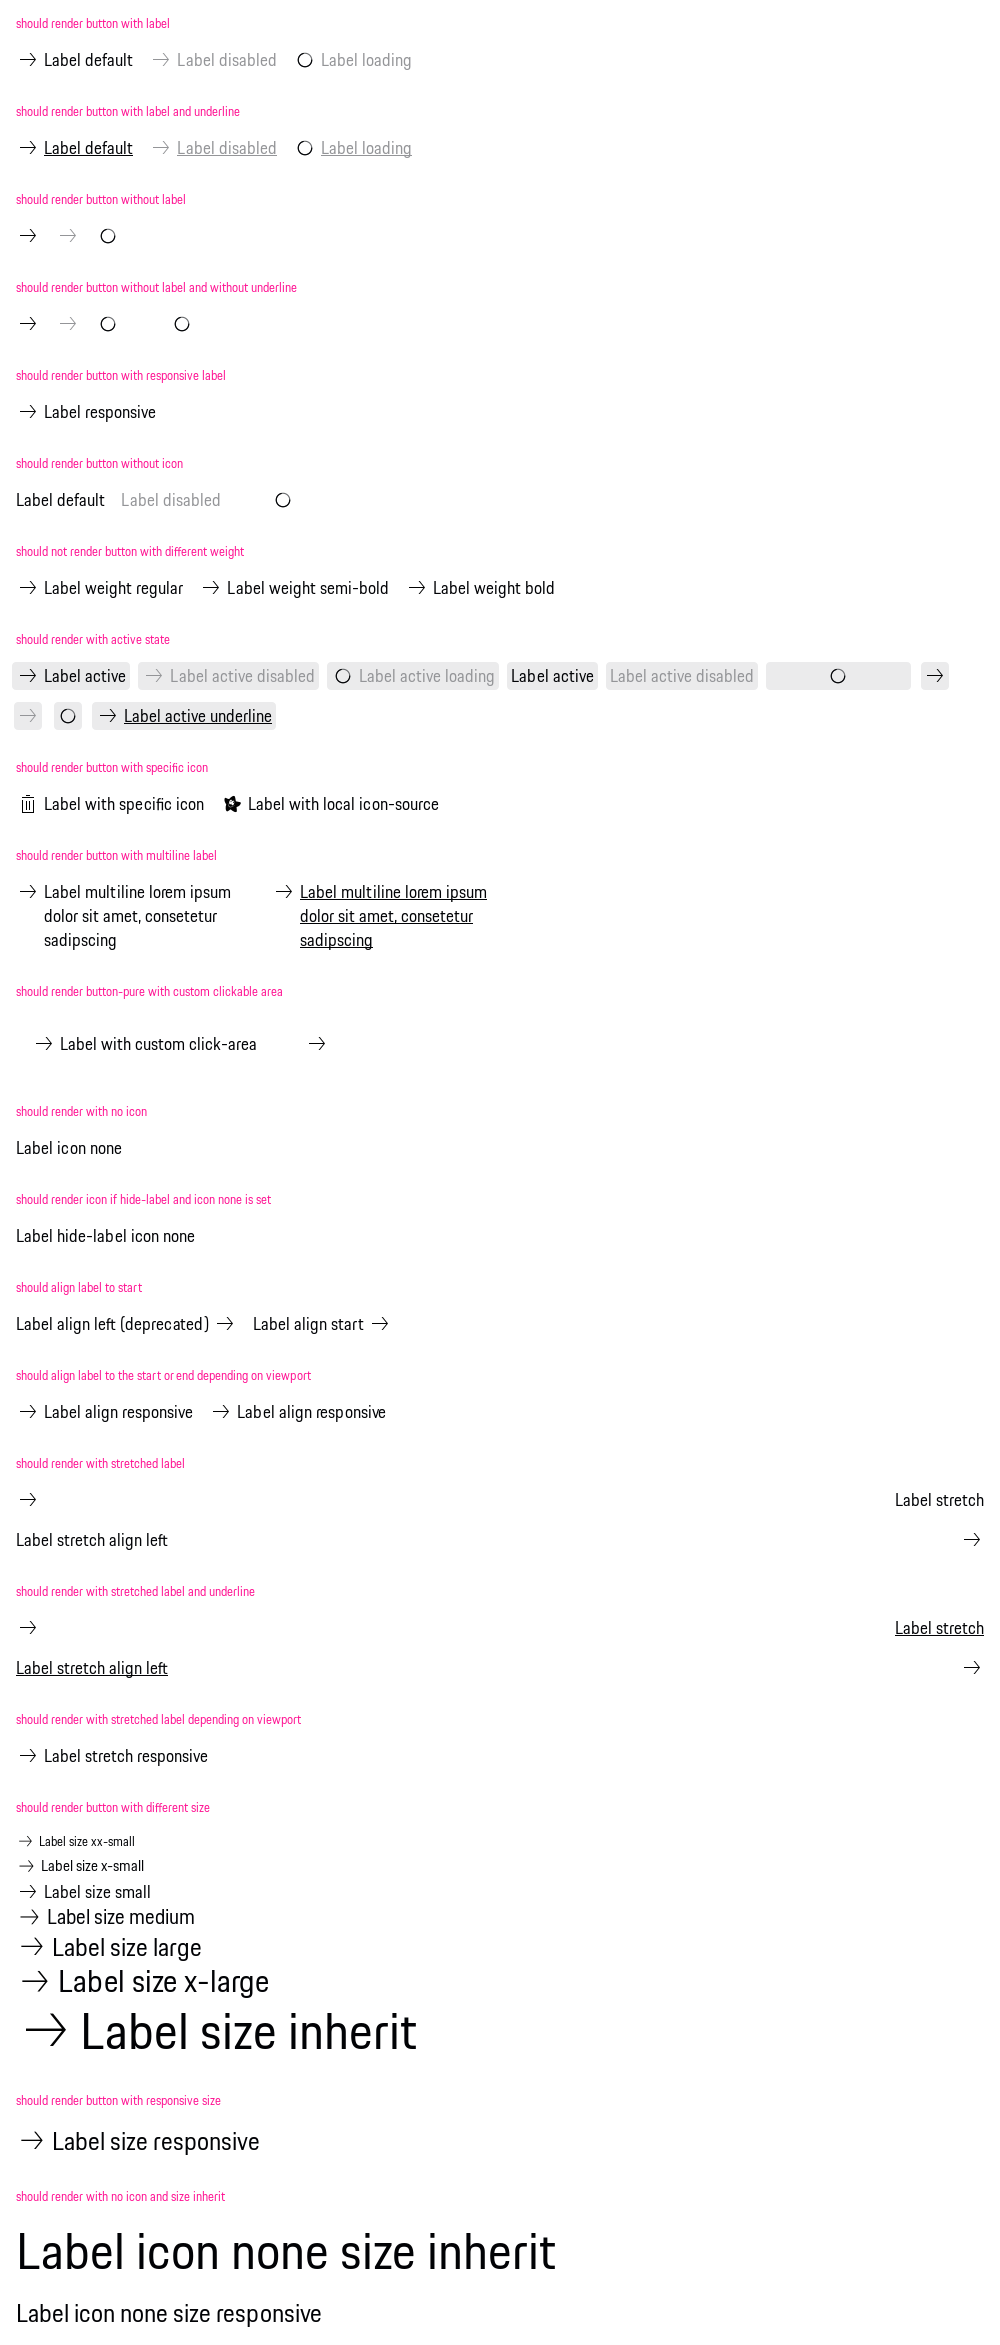 should render button with label
Label default Label disabled Label loading
should render button with label and underline
Label default Label disabled Label loading
should render button without label
should render button without label and without underline
should render button with responsive label
Label responsive
should render button without icon
Label default Label disabled
should not render button with different weight
Label weight regular Label weight semi-bold Label weight bold
should render with active state
Label active Label active disabled Label active loading Label active Label active disabled
Label active underline
should render button with specific icon
Label with specific icon Label with local icon-source
should render button with multiline label
Label multiline lorem ipsum
dolor sit amet, consetetur
sadipscing
Label multiline lorem ipsum
dolor sit amet, consetetur
sadipscing
should render button-pure with custom clickable area
Label with custom click-area
should render with no icon
Label icon none
should render icon if hide-label and icon none is set
Label hide-label icon none
should align label to start
Label align left (deprecated) Label align start
should align label to the start or end depending on viewport
Label align responsive Label align responsive
should render with stretched label
Label stretch
Label stretch align left
should render with stretched label and underline
Label stretch
Label stretch align left
should render with stretched label depending on viewport
Label stretch responsive
should render button with different size
Label size xx-small
Label size x-small
Label size small
Label size medium
Label size large
Label size x-large
Label size inherit
should render button with responsive size
Label size responsive
should render with no icon and size inherit
Label icon none size inherit
Label icon none size responsive